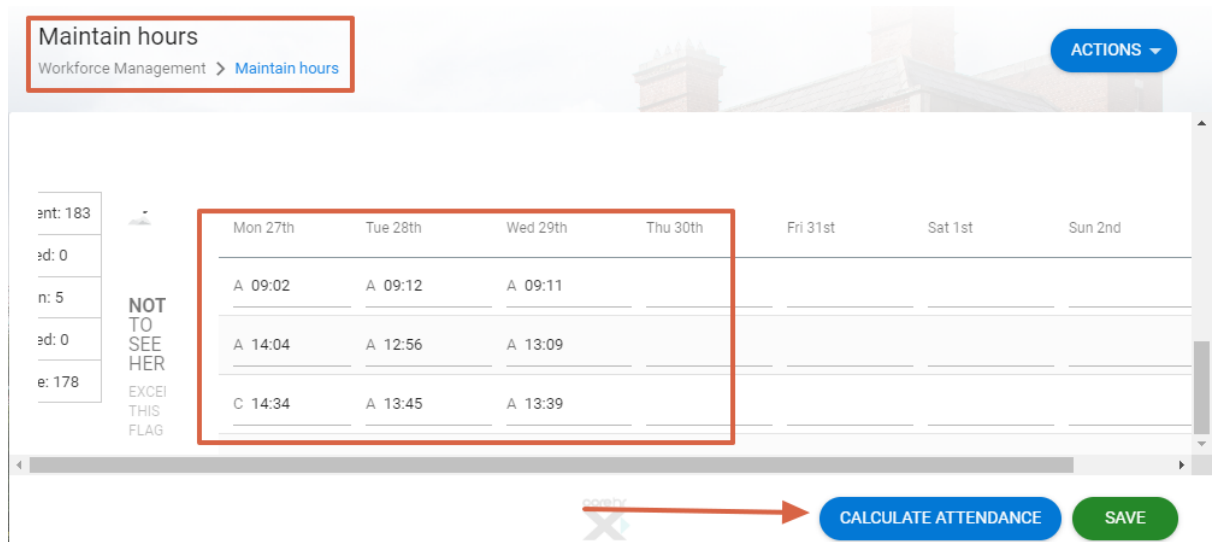 Maintain hours
Workforce Management > Maintain hours
ACTIONS
ent: 183
ed: 0
n: 5
ed: 0
e: 178
NOT
TO
SEE
HER
EXCEI
THIS
FLAG
Mon 27th Tue 28th Wed 29th Thu 30th Fri 31st Sat 1st Sun 2nd
A 09:02 A 09:12 A 09:11
A 14:04 A 12:56 A 13:09
C 14:34 A 13:45 A 13:39
CALCULATE ATTENDANCE SAVE